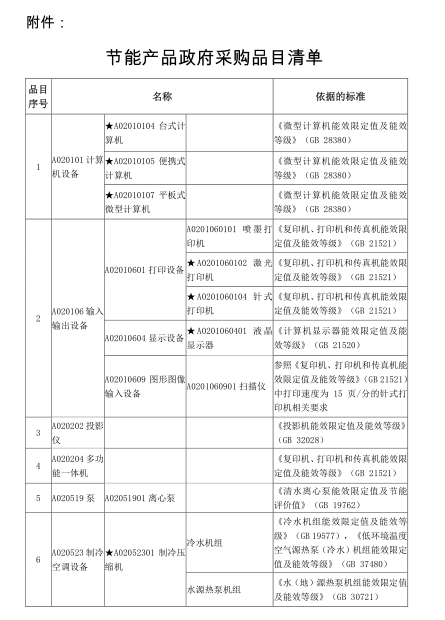 附件：
节能产品政府采购品目清单
品目
序号
名称
依据的标准
1
A020101 计算
机设备
★A02010104 台式计
算机
《微型计算机能效限定值及能效
等级》（GB 28380）
★A02010105 便携式
计算机
《微型计算机能效限定值及能效
等级》（GB 28380）
★A02010107 平板式
微型计算机
《微型计算机能效限定值及能效
等级》（GB 28380）
2
A020106 输入
输出设备
A02010601 打印设备
A0201060101 喷墨打
印机
《复印机、打印机和传真机能效限
定值及能效等级》（GB 21521）
★A0201060102 激光
打印机
《复印机、打印机和传真机能效限
定值及能效等级》（GB 21521）
★A0201060104 针式
打印机
《复印机、打印机和传真机能效限
定值及能效等级》（GB 21521）
A02010604 显示设备
★A0201060401 液晶
显示器
《计算机显示器能效限定值及能
效等级》（GB 21520）
A02010609 图形图像
输入设备
A0201060901 扫描仪
参照《复印机、打印机和传真机能
效限定值及能效等级》（GB 21521）
中打印速度为 15 页/分的针式打
印机相关要求
3
A020202 投影
仪
《投影机能效限定值及能效等级》
（GB 32028）
4
A020204 多功
能一体机
《复印机、打印机和传真机能效限
定值及能效等级》（GB 21521）
5
A020519 泵
A02051901 离心泵
《清水离心泵能效限定值及节能
评价值》（GB 19762）
6
A020523 制冷
空调设备
★A02052301 制冷压
缩机
冷水机组
《冷水机组能效限定值及能效等
级》（GB 19577），《低环境温度
空气源热泵（冷水）机组能效限定
值及能效等级》（GB 37480）
水源热泵机组
《水（地）源热泵机组能效限定值
及能效等级》（GB 30721）